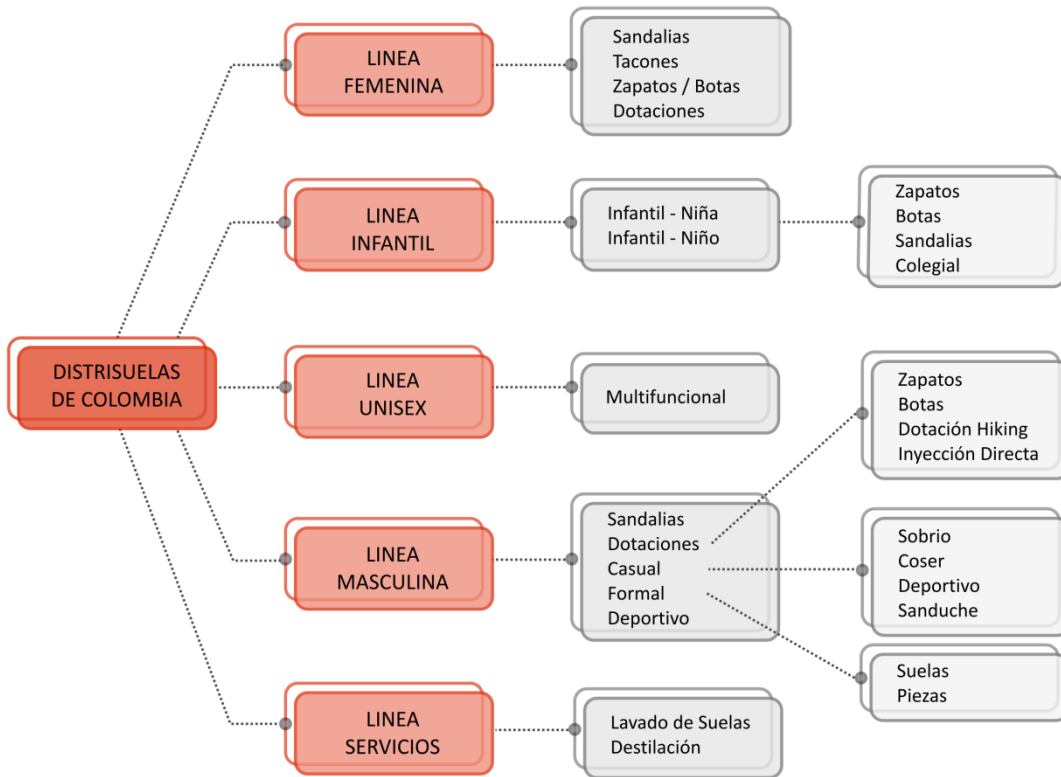 DISTRISUELAS
DE COLOMBIA
LINEA
FEMENINA
Sandalias
Tacones
Zapatos / Botas
Dotaciones
LINEA
INFANTIL
Infantil - Niña
Infantil - Niño
Zapatos
Botas
Sandalias
Colegial
LINEA
UNISEX
Multifuncional
LINEA
MASCULINA
Sandalias
Dotaciones
Casual
Formal
Deportivo
Zapatos
Botas
Dotación Hiking
Inyección Directa
Sobrio
Coser
Deportivo
Sanduche
Suelas
Piezas
LINEA
SERVICIOS
Lavado de Suelas
Destilación